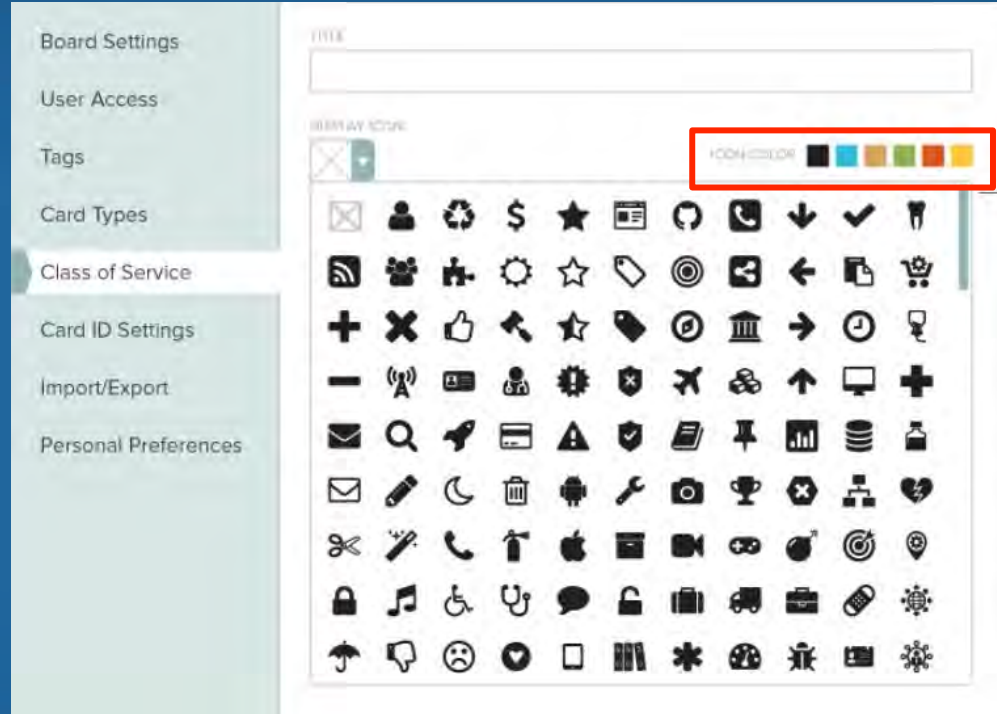 Board Settings
User Access
Tags
Card Types
Class of Service
Card ID Settings
Import/Export
Personal Preferences
TITLE
DISPLAY ICON
ICON COLOR